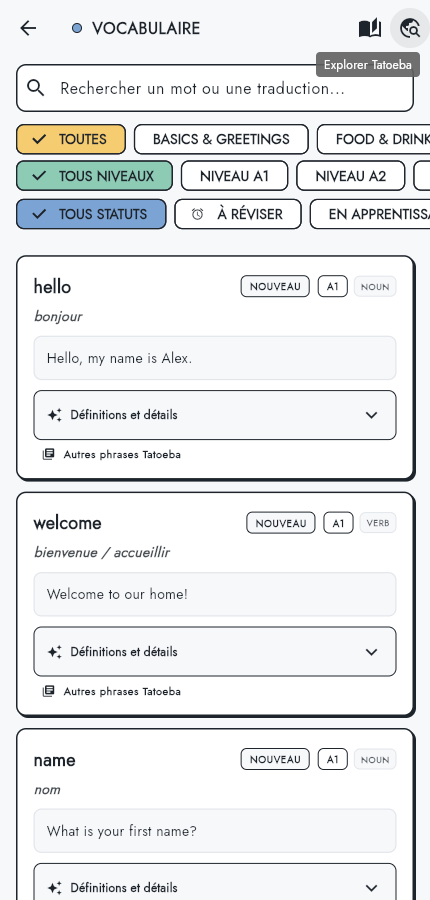 VOCABULAIRE
Explorer Tatoeba
Rechercher un mot ou une traduction...
TOUTES BASICS & GREETINGS FOOD & DRINK
TOUS NIVEAUX NIVEAU A1 NIVEAU A2
TOUS STATUTS À RÉVISER EN APPRENTISSA
hello NOUVEAU A1 NOUN
bonjour
Hello, my name is Alex.
Définitions et détails
Autres phrases Tatoeba
welcome NOUVEAU A1 VERB
bienvenue / accueillir
Welcome to our home!
Définitions et détails
Autres phrases Tatoeba
name NOUVEAU A1 NOUN
nom
What is your first name?
Définitions et détails